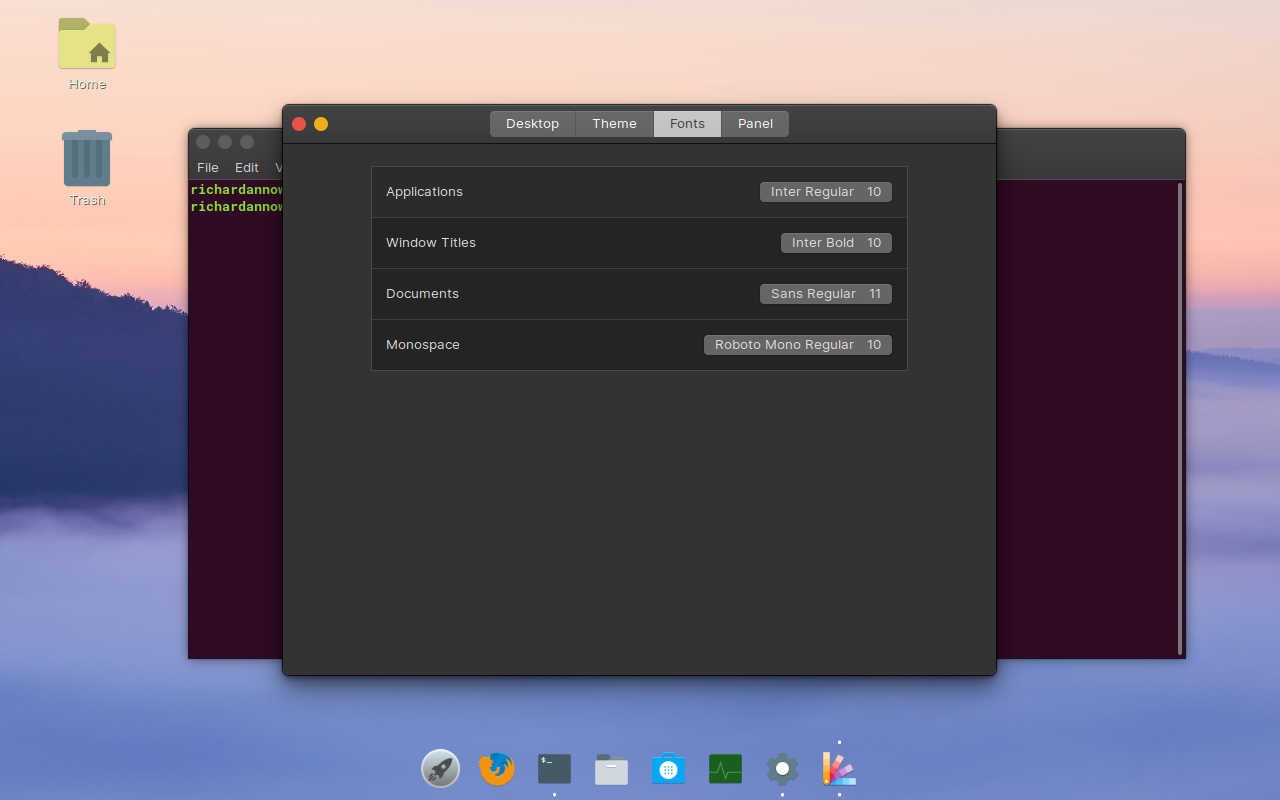 Home
Trash
Desktop Theme Fonts Panel
File Edit V
richardannow
richardannow
Applications Inter Regular 10
Window Titles Inter Bold 10
Documents Sans Regular 11
Monospace Roboto Mono Regular 10
$_